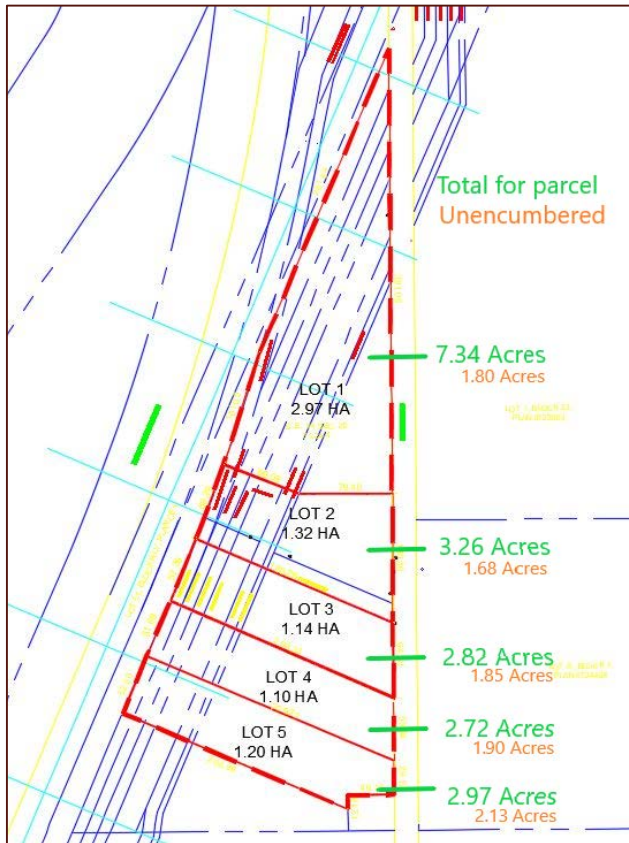 Total for parcel
Unencumbered
7.34 Acres
1.80 Acres
LOT 1
2.97 HA
LOT 2
1.32 HA
3.26 Acres
1.68 Acres
LOT 3
1.14 HA
2.82 Acres
1.85 Acres
LOT 4
1.10 HA
2.72 Acres
1.90 Acres
LOT 5
1.20 HA
2.97 Acres
2.13 Acres